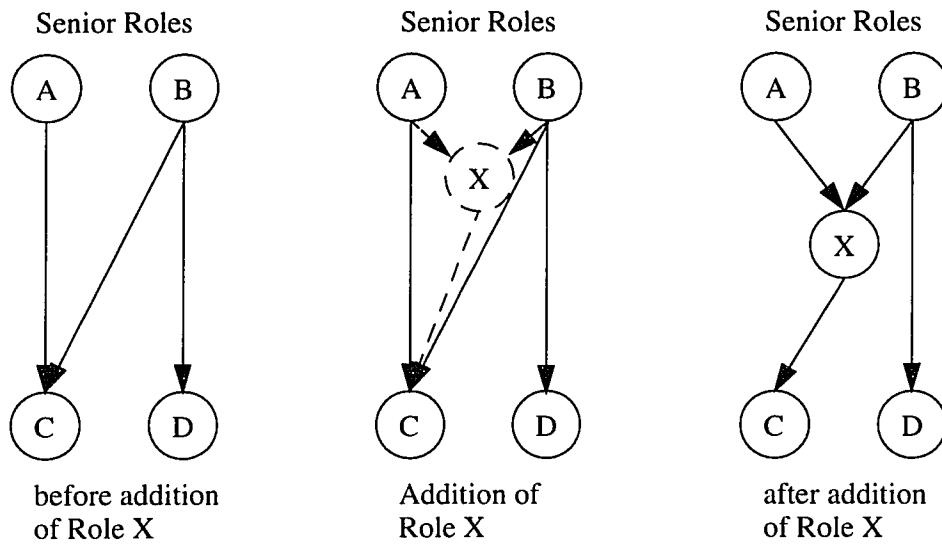 Senior Roles
A B
C D
before addition
of Role X
Senior Roles
A B
X
C D
Addition of
Role X
Senior Roles
A B
X
C D
after addition
of Role X